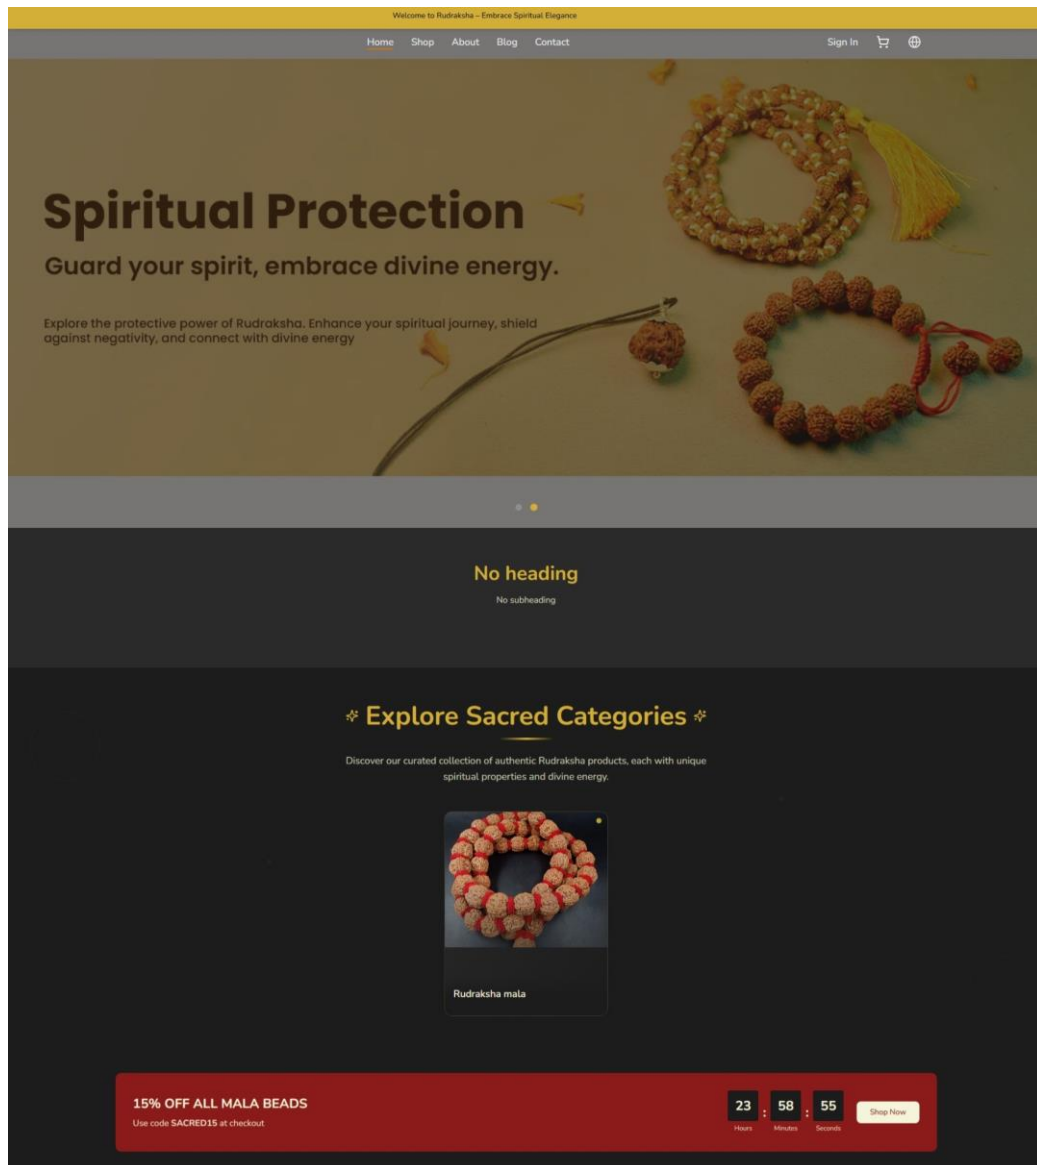 Welcome to Rudraksha – Embrace Spiritual Elegance
Home Shop About Blog Contact Sign In
Spiritual Protection
Guard your spirit, embrace divine energy.
Explore the protective power of Rudraksha. Enhance your spiritual journey, shield
against negativity, and connect with divine energy
No heading
No subheading
Explore Sacred Categories
Discover our curated collection of authentic Rudraksha products, each with unique
spiritual properties and divine energy.
Rudraksha mala
15% OFF ALL MALA BEADS
Use code SACRED15 at checkout
23 : 58 : 55
Hours Minutes Seconds
Shop Now